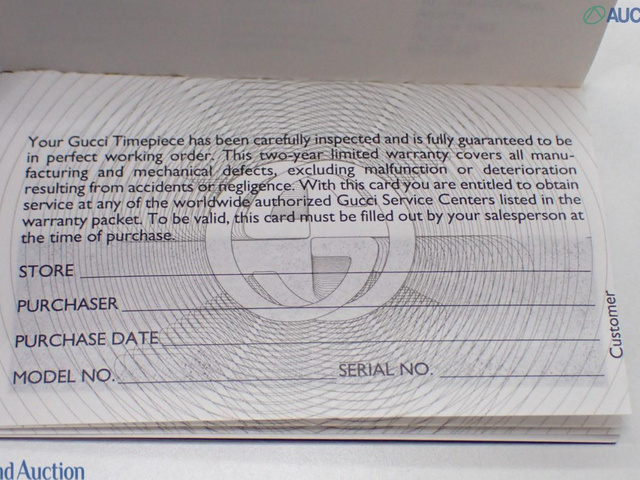 AUC
Your Gucci Timepiece has been carefully inspected and is fully guaranteed to be
in perfect working order. This two-year limited warranty covers all manu-
facturing and mechanical defects, excluding malfunction or deterioration
resulting from accidents or negligence. With this card you are entitled to obtain
service at any of the worldwide authorized Gucci Service Centers listed in the
warranty packet. To be valid, this card must be filled out by your salesperson at
the time of purchase.
STORE
PURCHASER
PURCHASE DATE
MODEL NO. SERIAL NO.
Customer
nd Auction